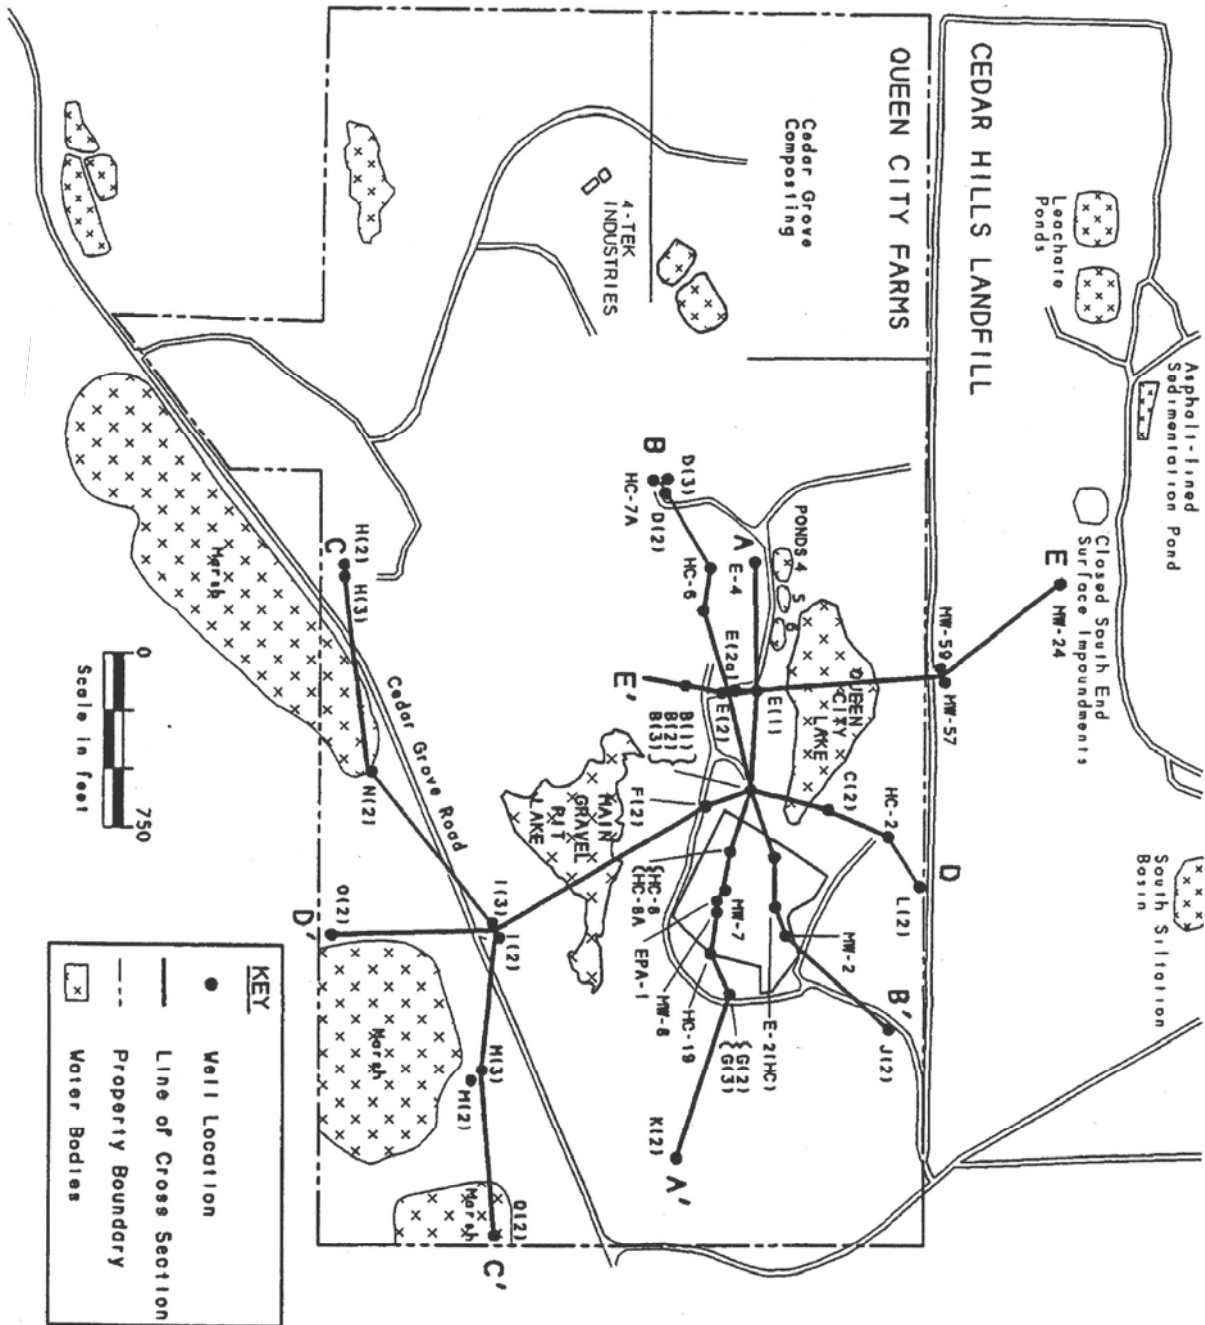 CEDAR HILLS LANDFILL
QUEEN CITY FARMS
Cedar Grove
Composting
4-TEK
INDUSTRIES
Leachate
Ponds
Asphalt-lined
Sedimentation Pond
Closed South End
Surface Impoundments
South Siltation
Basin
E
MW-24
MW-59
MW-57
B
D(3)
HC-7A
D(2)
HC-6
A
E-4
PONDS 4
5
6
QUEEN
CITY
LAKE
E(2a)
E(1)
E(2)
E'
B(1)
B(2)
B(3)
F(2)
C(2)
HC-2
D
L(2)
HC-8
HC-8A
MW-7
EPA-1
MW-8
HC-19
MW-2
E-2(HC)
G(2)
G(3)
B'
J(2)
K(2)
A'
MAIN
GRAVEL
PIT
LAKE
Cedar Grove Road
H(2)
C
H(3)
Marsh
N(2)
I(3)
I(2)
O(2)
D'
Marsh
M(3)
M(2)
Q(2)
Marsh
C'
0
750
Scale in feet
KEY
Well Location
Line of Cross Section
Property Boundary
Water Bodies